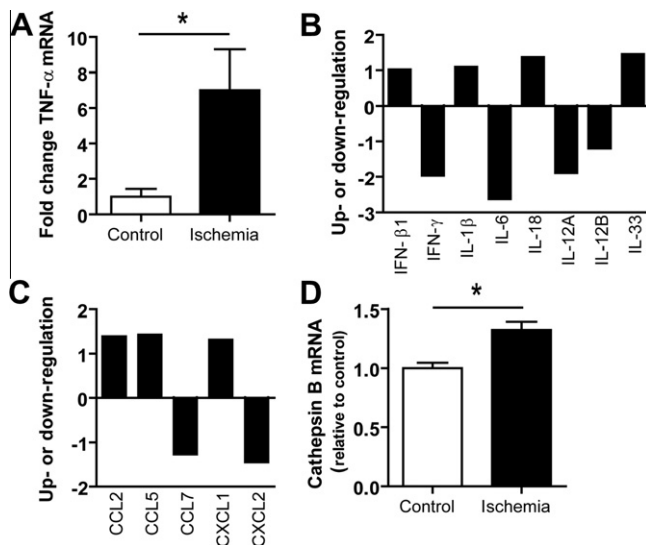 A
Fold change TNF-α mRNA
10
8
6
4
2
0
*
Control
Ischemia
B
Up- or down-regulation
2
1
0
-1
-2
-3
IFN- β1
IFN-γ
IL-1β
IL-6
IL-18
IL-12A
IL-12B
IL-33
C
Up- or down-regulation
2
1
0
-1
-2
CCL2
CCL5
CCL7
CXCL1
CXCL2
D
Cathepsin B mRNA
(relative to control)
1.5
1.0
0.5
0.0
*
Control
Ischemia